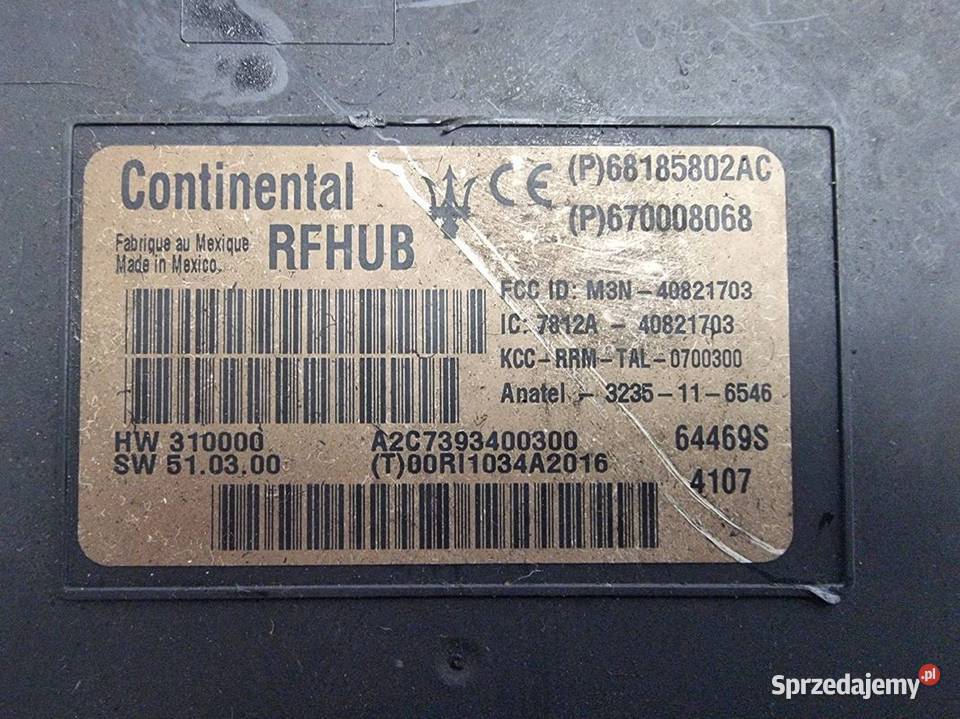 Continental
(P)68185802AC
(P)670008068
Fabrique au Mexique
Made in Mexico.
RFHUB
FCC ID: M3N-40821703
IC: 7812A - 40821703
KCC-RRM-TAL-0700300
Anatel - 3235-11-6546
HW 310000
A2C7393400300
64469S
SW 51.03.00
(T)00RI1034A2016
4107
Sprzedajemy.pl